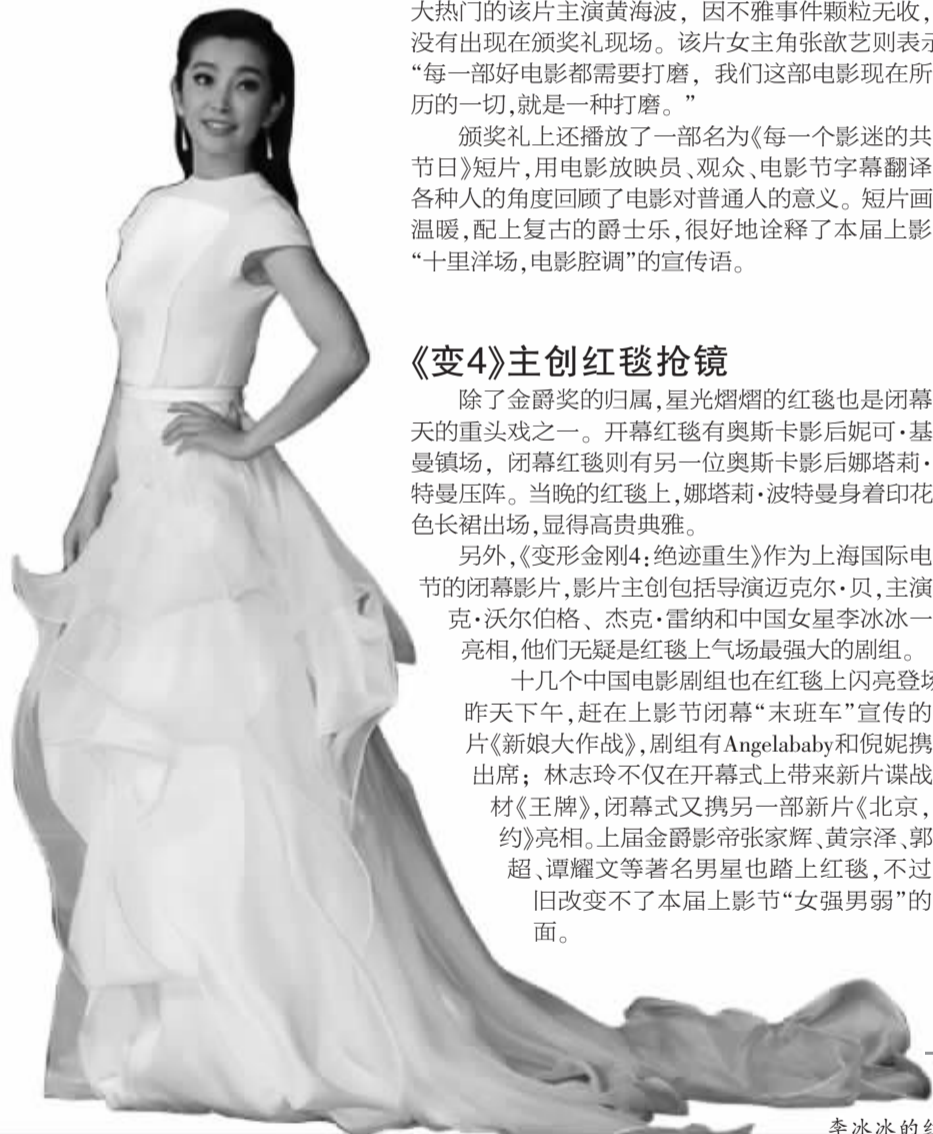 大热门的该片主演黄海波，因不雅事件颗粒无收，
没有出现在颁奖礼现场。该片女主角张歆艺则表示
“每一部好电影都需要打磨，我们这部电影现在所
历的一切,就是一种打磨。”
颁奖礼上还播放了一部名为《每一个影迷的共
节日》短片,用电影放映员、观众、电影节字幕翻译
各种人的角度回顾了电影对普通人的意义。短片画
温暖,配上复古的爵士乐,很好地诠释了本届上影
“十里洋场,电影腔调”的宣传语。
《变4》主创红毯抢镜
除了金爵奖的归属,星光熠熠的红毯也是闭幕
天的重头戏之一。开幕红毯有奥斯卡影后妮可·基
曼镇场，闭幕红毯则有另一位奥斯卡影后娜塔莉·
特曼压阵。当晚的红毯上,娜塔莉·波特曼身着印花
色长裙出场,显得高贵典雅。
另外,《变形金刚4:绝迹重生》作为上海国际电
节的闭幕影片,影片主创包括导演迈克尔·贝,主演
克·沃尔伯格、杰克·雷纳和中国女星李冰冰一
亮相,他们无疑是红毯上气场最强大的剧组。
十几个中国电影剧组也在红毯上闪亮登场
昨天下午,赶在上影节闭幕“末班车”宣传的
片《新娘大作战》,剧组有Angelababy和倪妮携
出席；林志玲不仅在开幕式上带来新片谍战
材《王牌》,闭幕式又携另一部新片《北京，
约》亮相。上届金爵影帝张家辉、黄宗泽、郭
超、谭耀文等著名男星也踏上红毯,不过
旧改变不了本届上影节“女强男弱”的
面。
李冰冰的红